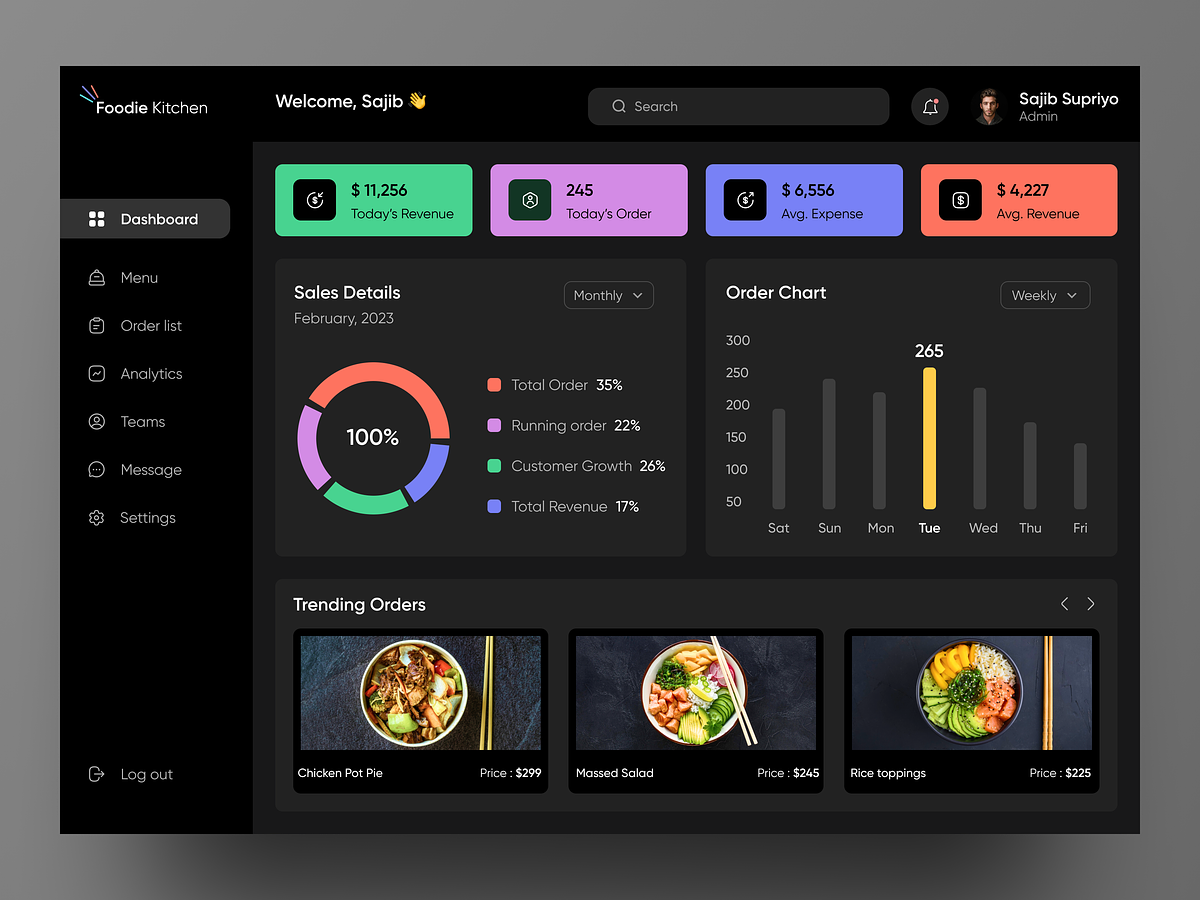 Foodie Kitchen
Welcome, Sajib 👋
Search
Sajib Supriyo
Admin
Dashboard
Menu
Order list
Analytics
Teams
Message
Settings
Log out
$ 11,256
Today's Revenue
245
Today's Order
$ 6,556
Avg. Expense
$ 4,227
Avg. Revenue
Sales Details
Monthly
February, 2023
100%
Total Order 35%
Running order 22%
Customer Growth 26%
Total Revenue 17%
Order Chart
Weekly
300
250
200
150
100
50
265
Sat Sun Mon Tue Wed Thu Fri
Trending Orders
Chicken Pot Pie Price : $299
Massed Salad Price : $245
Rice toppings Price : $225